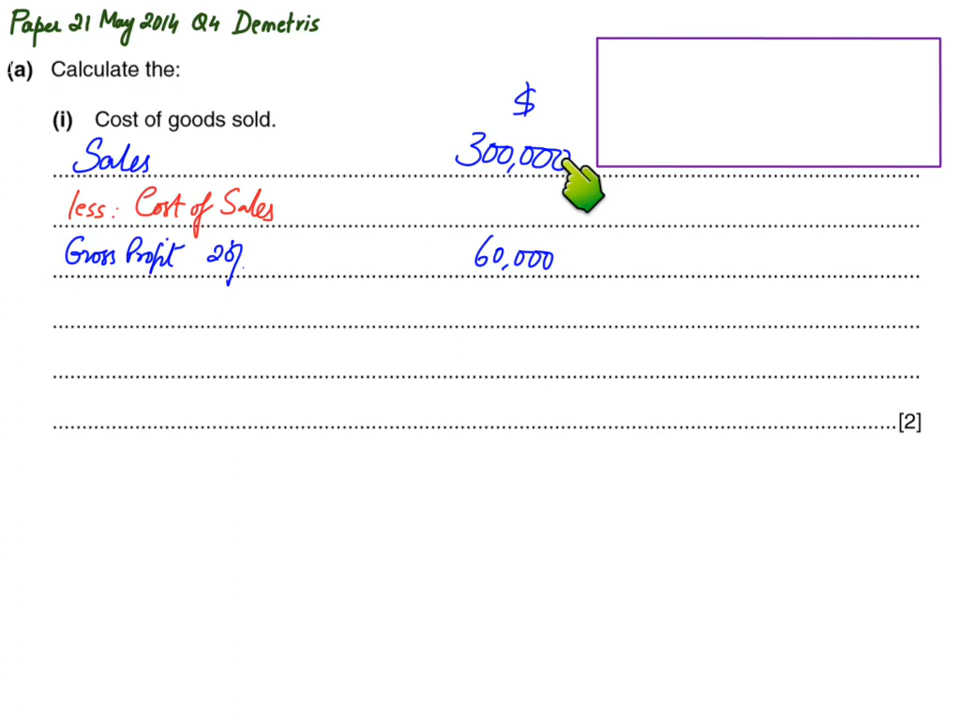 Paper 21 May 2014 Q4 Demetris
(a) Calculate the:
(i) Cost of goods sold.
$
Sales 300,000
less: Cost of Sales
Gross Profit 20% 60,000
[2]